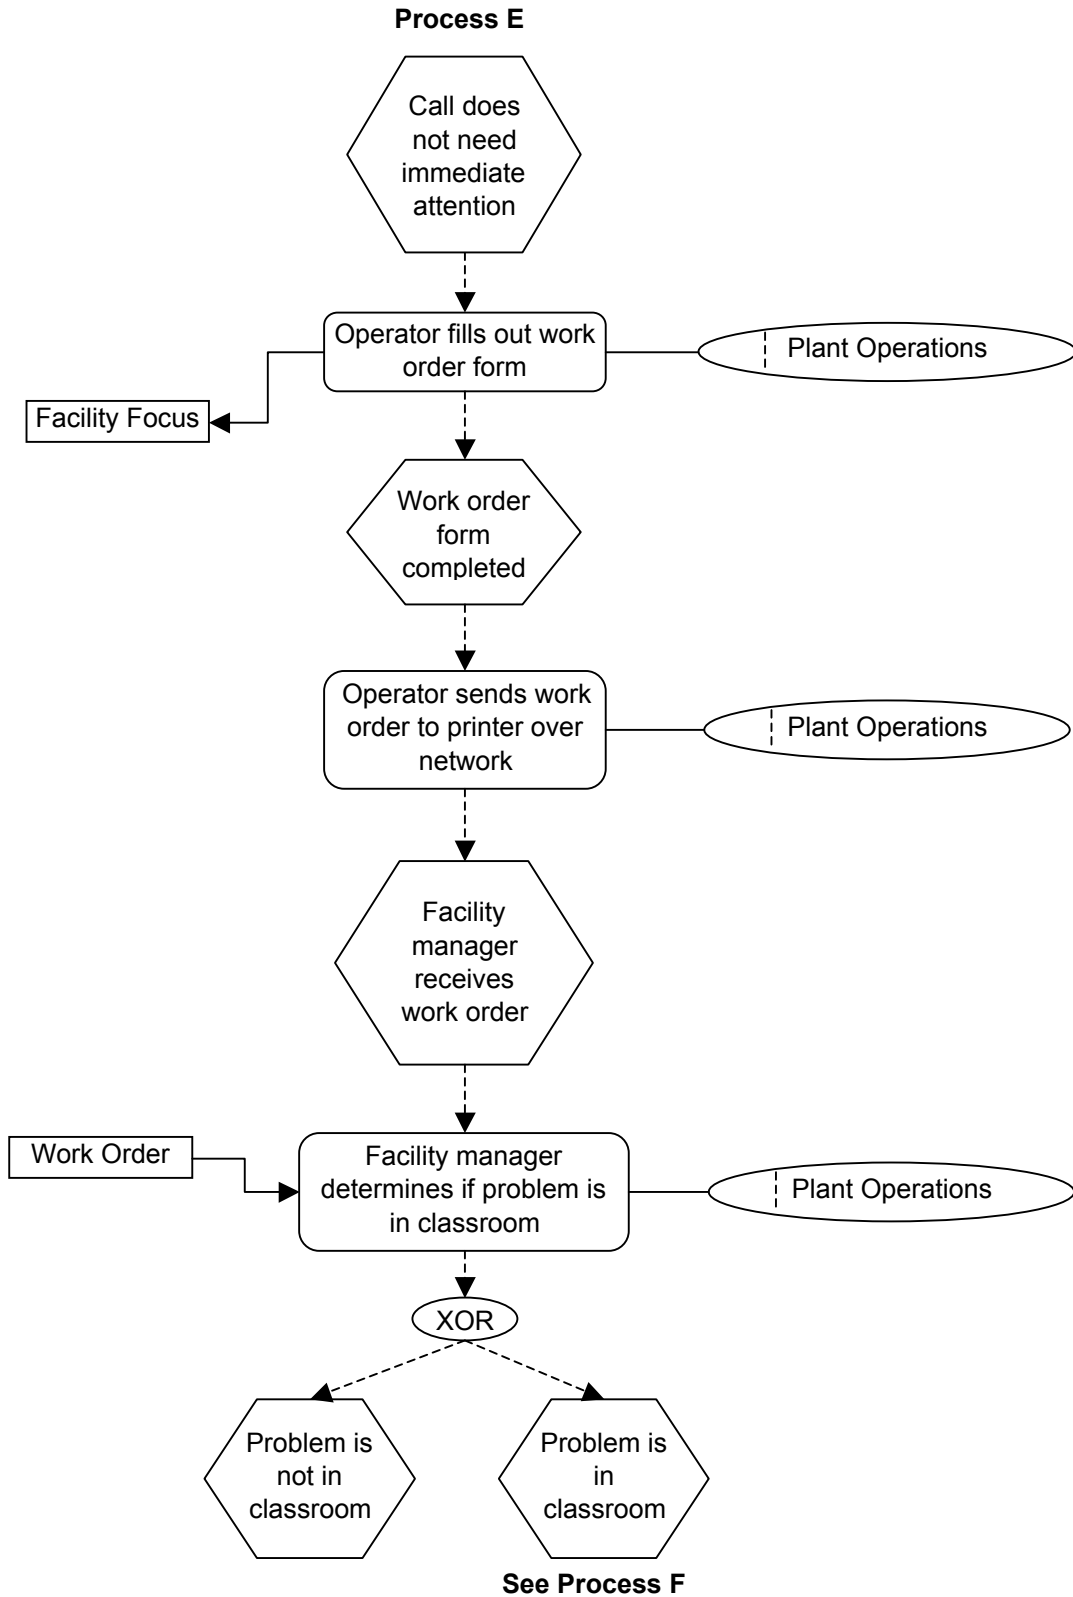 Process E
Call does
not need
immediate
attention
Operator fills out work
order form
Plant Operations
Facility Focus
Work order
form
completed
Operator sends work
order to printer over
network
Plant Operations
Facility
manager
receives
work order
Work Order
Facility manager
determines if problem is
in classroom
Plant Operations
XOR
Problem is
not in
classroom
Problem is
in
classroom
See Process F